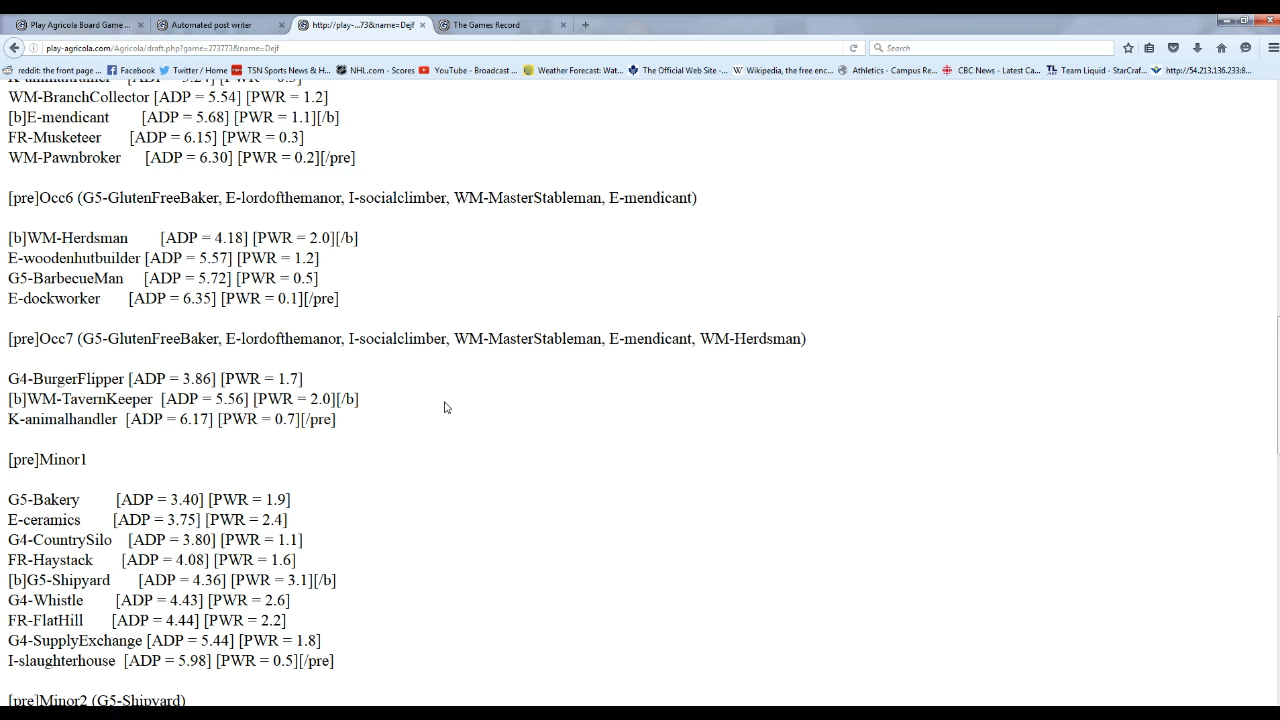 Play Agricola Board Game ...
Automated post writer
http://play-...73&name=Dejf
The Games Record
play-agricola.com/Agricola/draft.php?game=273773&name=Dejf
Search
reddit: the front page ...
Facebook
Twitter / Home
TSN Sports News & H...
NHL.com - Scores
YouTube - Broadcast ...
Weather Forecast: Wat...
The Official Web Site -...
Wikipedia, the free enc...
Athletics - Campus Re...
CBC News - Latest Ca...
Team Liquid - StarCraf...
http://54.213.136.233:8...
WM-BranchCollector [ADP = 5.54] [PWR = 1.2]
[b]E-mendicant [ADP = 5.68] [PWR = 1.1][/b]
FR-Musketeer [ADP = 6.15] [PWR = 0.3]
WM-Pawnbroker [ADP = 6.30] [PWR = 0.2][/pre]
[pre]Occ6 (G5-GlutenFreeBaker, E-lordofthemanor, I-socialclimber, WM-MasterStableman, E-mendicant)
[b]WM-Herdsman [ADP = 4.18] [PWR = 2.0][/b]
E-woodenhutbuilder [ADP = 5.57] [PWR = 1.2]
G5-BarbecueMan [ADP = 5.72] [PWR = 0.5]
E-dockworker [ADP = 6.35] [PWR = 0.1][/pre]
[pre]Occ7 (G5-GlutenFreeBaker, E-lordofthemanor, I-socialclimber, WM-MasterStableman, E-mendicant, WM-Herdsman)
G4-BurgerFlipper [ADP = 3.86] [PWR = 1.7]
[b]WM-TavernKeeper [ADP = 5.56] [PWR = 2.0][/b]
K-animalhandler [ADP = 6.17] [PWR = 0.7][/pre]
[pre]Minor1
G5-Bakery [ADP = 3.40] [PWR = 1.9]
E-ceramics [ADP = 3.75] [PWR = 2.4]
G4-CountrySilo [ADP = 3.80] [PWR = 1.1]
FR-Haystack [ADP = 4.08] [PWR = 1.6]
[b]G5-Shipyard [ADP = 4.36] [PWR = 3.1][/b]
G4-Whistle [ADP = 4.43] [PWR = 2.6]
FR-FlatHill [ADP = 4.44] [PWR = 2.2]
G4-SupplyExchange [ADP = 5.44] [PWR = 1.8]
I-slaughterhouse [ADP = 5.98] [PWR = 0.5][/pre]
[pre]Minor2 (G5-Shipyard)